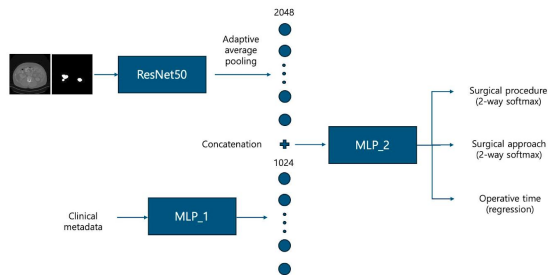 2048
Adaptive
average
pooling
ResNet50
Surgical procedure
(2-way softmax)
Concatenation
MLP_2
Surgical approach
(2-way softmax)
1024
Clinical
metadata
MLP_1
Operative time
(regression)